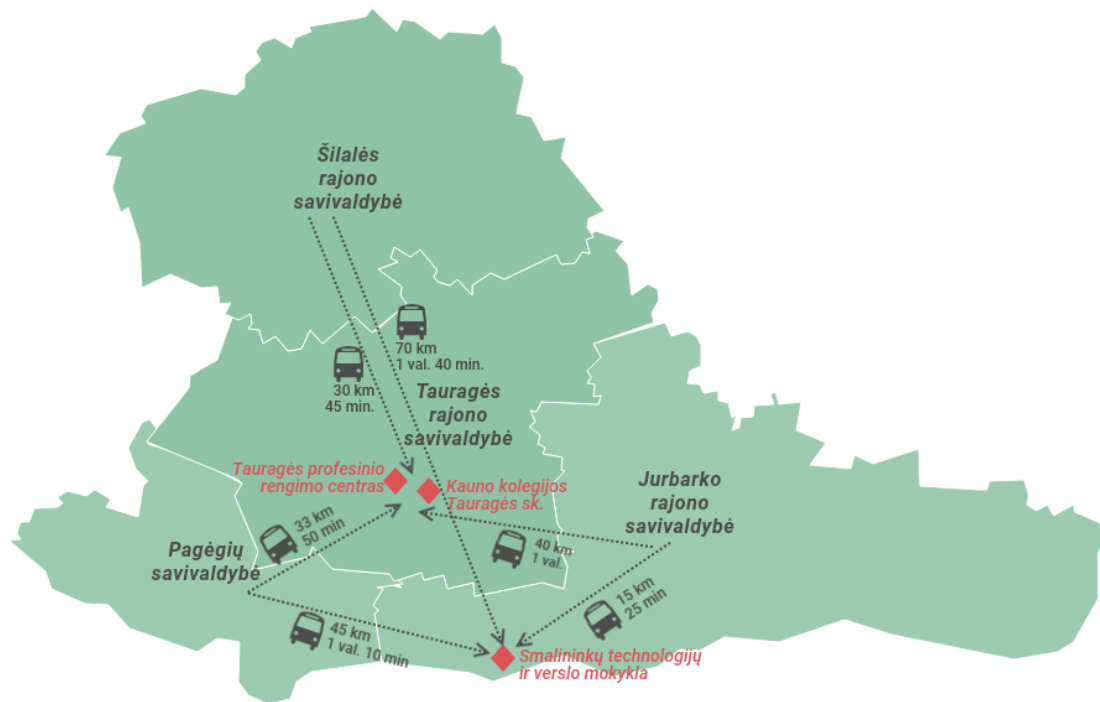 Šilalės
rajono
savivaldybė
70 km
1 val. 40 min.
30 km
45 min.
Tauragės
rajono
savivaldybė
Tauragės profesinio
rengimo centras
Kauno kolegijos
Tauragės sk.
Jurbarko
rajono
savivaldybė
33 km
50 min
40 km
1 val.
Pagėgių
savivaldybė
15 km
25 min
45 km
1 val. 10 min
Smalininkų technologijų
ir verslo mokykla